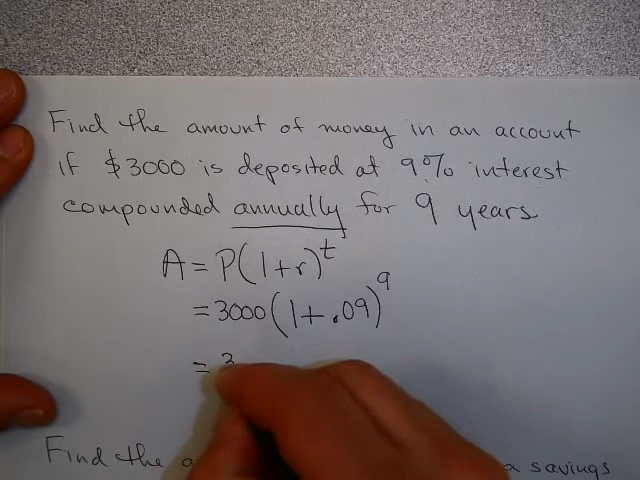 Find the amount of money in an account
if $3000 is deposited at 9% interest
compounded annually for 9 years
A = P(1+r)^t
= 3000(1+.09)^9
= 3
Find the a savings